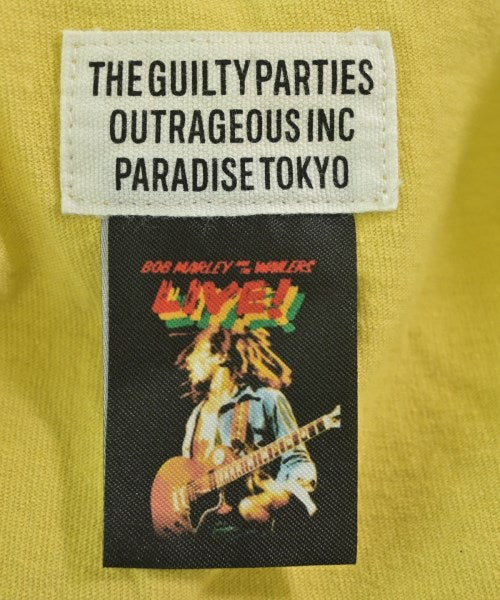 THE GUILTY PARTIES
OUTRAGEOUS INC
PARADISE TOKYO
BOB MARLEY AND THE WAILERS
LIVE!